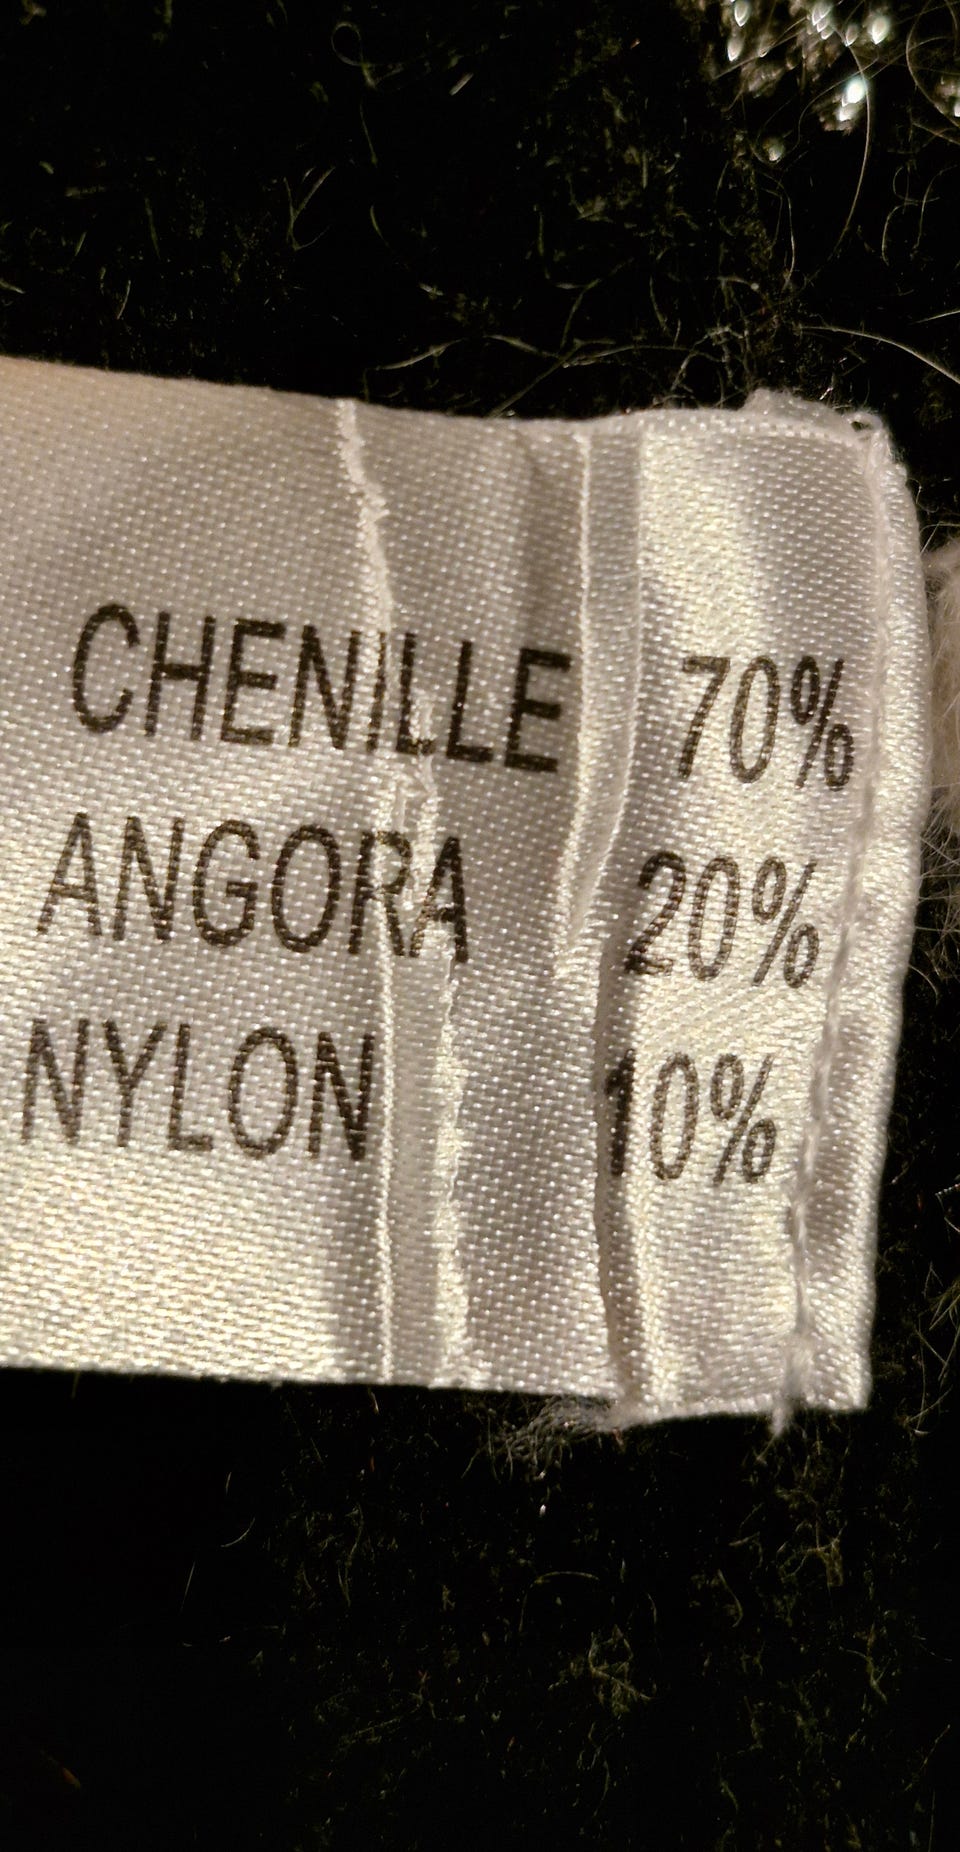 CHENILLE 70%
ANGORA 20%
NYLON 10%